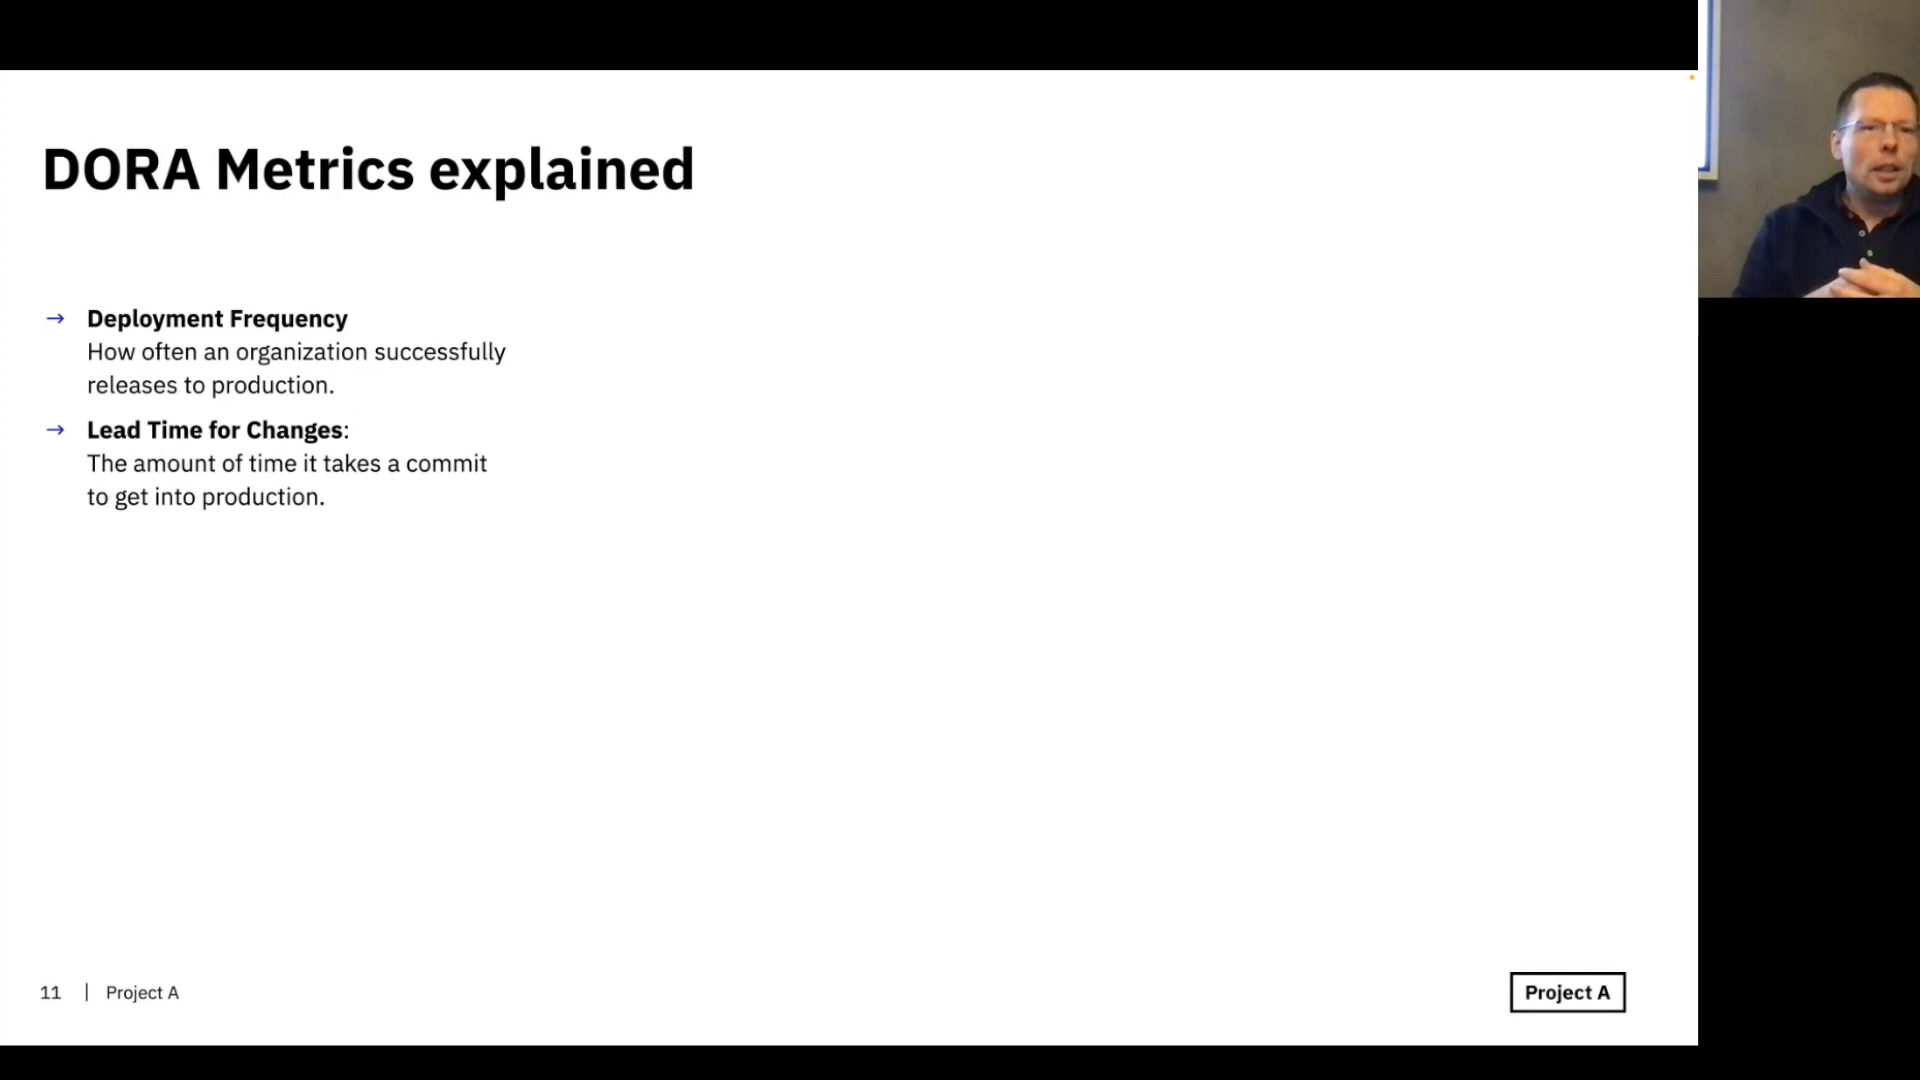 DORA Metrics explained
→ Deployment Frequency
How often an organization successfully
releases to production.
→ Lead Time for Changes:
The amount of time it takes a commit
to get into production.
11 | Project A
Project A